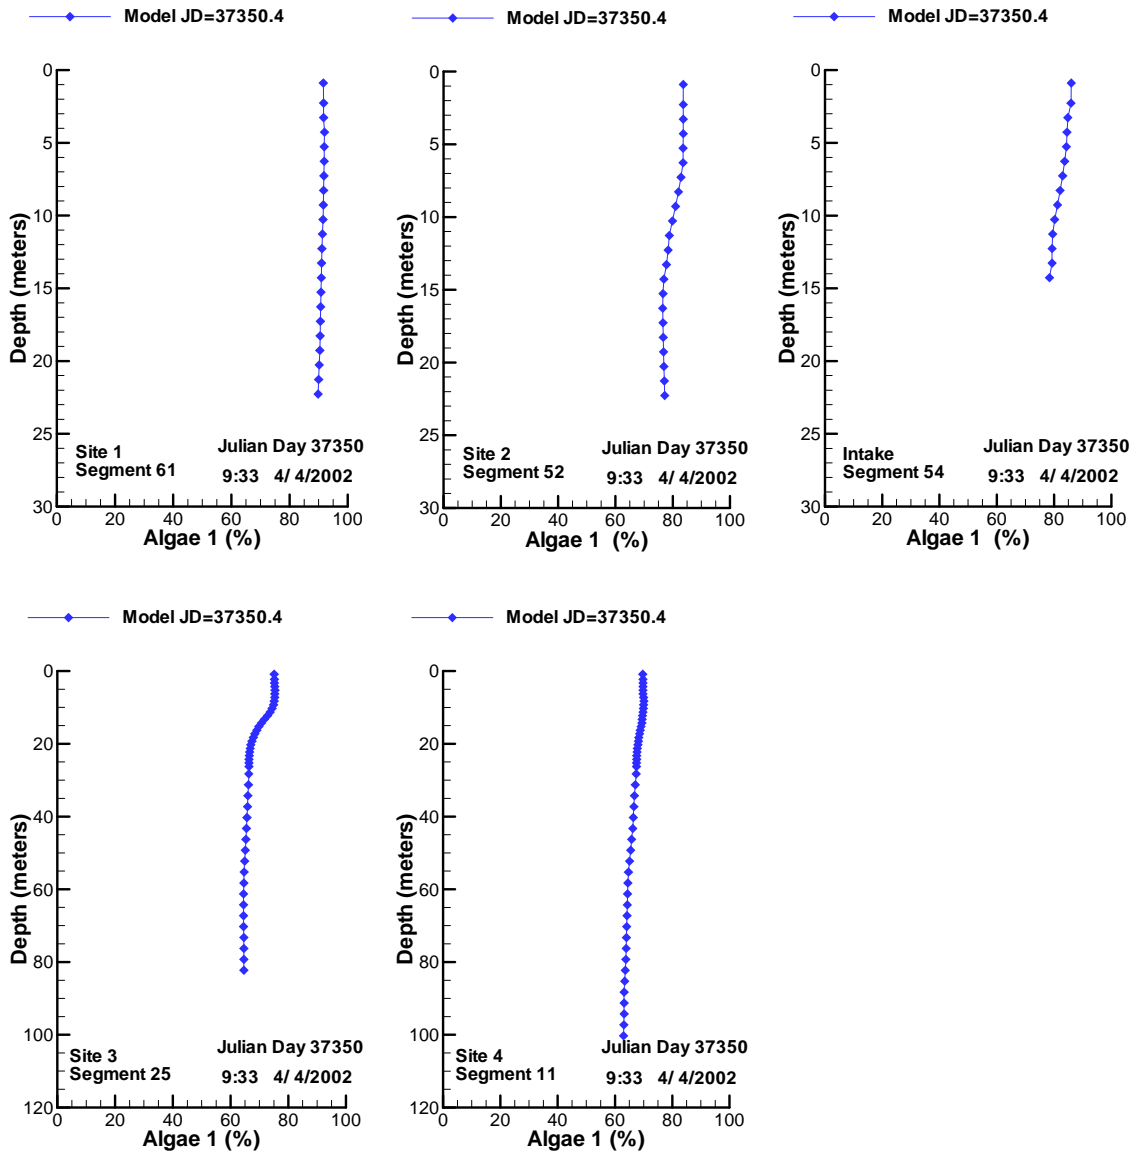 Model JD=37350.4
0
5
10
15
20
25
30
Depth (meters)
Site 1
Segment 61
Julian Day 37350
9:33 4/ 4/2002
0 20 40 60 80 100
Algae 1 (%)
Model JD=37350.4
0
5
10
15
20
25
30
Depth (meters)
Site 2
Segment 52
Julian Day 37350
9:33 4/ 4/2002
0 20 40 60 80 100
Algae 1 (%)
Model JD=37350.4
0
5
10
15
20
25
30
Depth (meters)
Intake
Segment 54
Julian Day 37350
9:33 4/ 4/2002
0 20 40 60 80 100
Algae 1 (%)
Model JD=37350.4
0
20
40
60
80
100
120
Depth (meters)
Site 3
Segment 25
Julian Day 37350
9:33 4/ 4/2002
0 20 40 60 80 100
Algae 1 (%)
Model JD=37350.4
0
20
40
60
80
100
120
Depth (meters)
Site 4
Segment 11
Julian Day 37350
9:33 4/ 4/2002
0 20 40 60 80 100
Algae 1 (%)